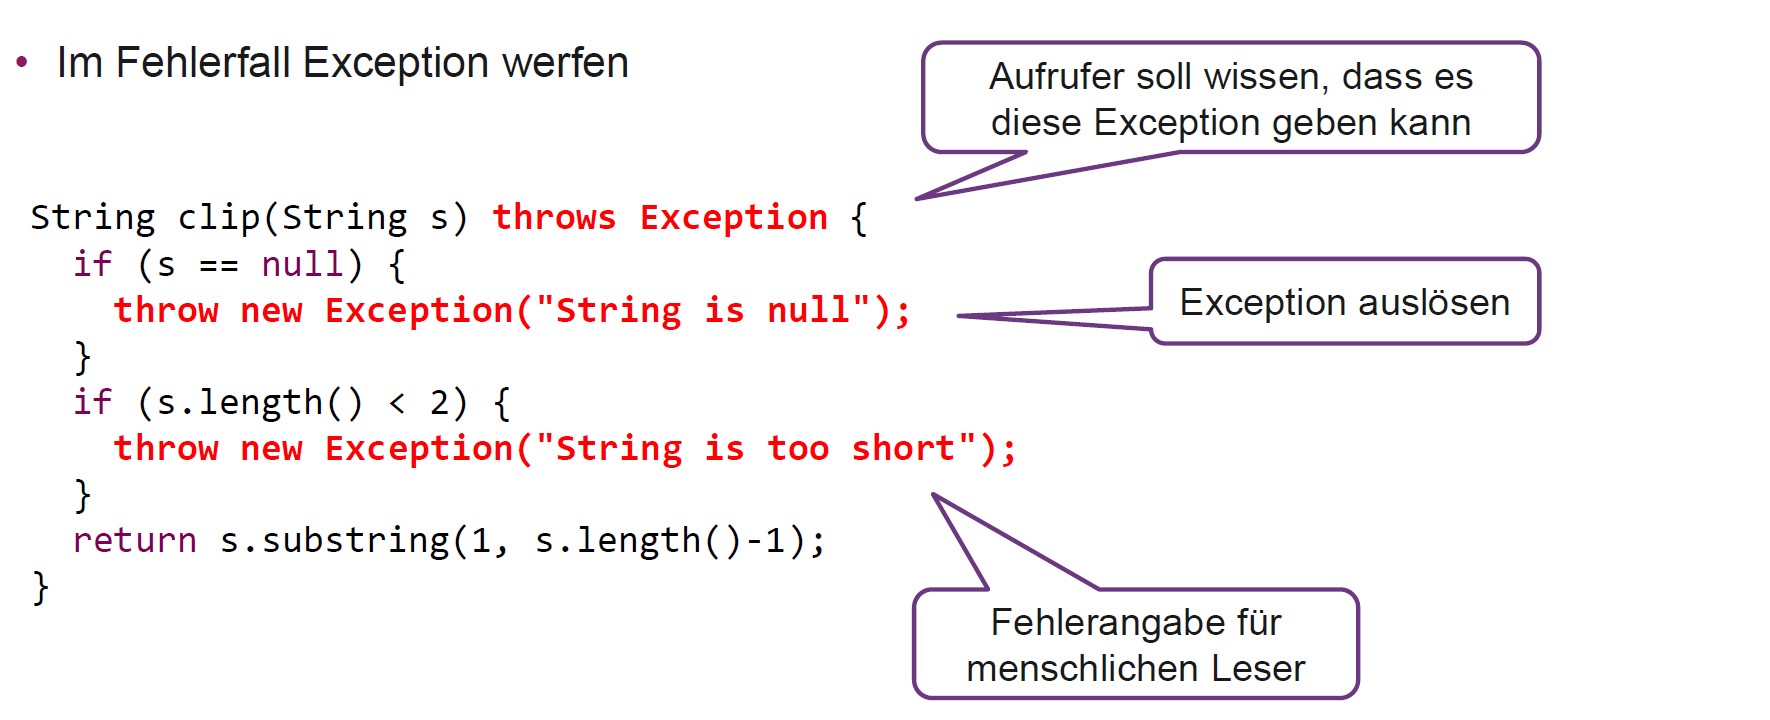 • Im Fehlerfall Exception werfen
Aufrufer soll wissen, dass es
diese Exception geben kann
String clip(String s) throws Exception {
  if (s == null) {
    throw new Exception("String is null");
Exception auslösen
  }
  if (s.length() < 2) {
    throw new Exception("String is too short");
  }
  return s.substring(1, s.length()-1);
}
Fehlerangabe für
menschlichen Leser